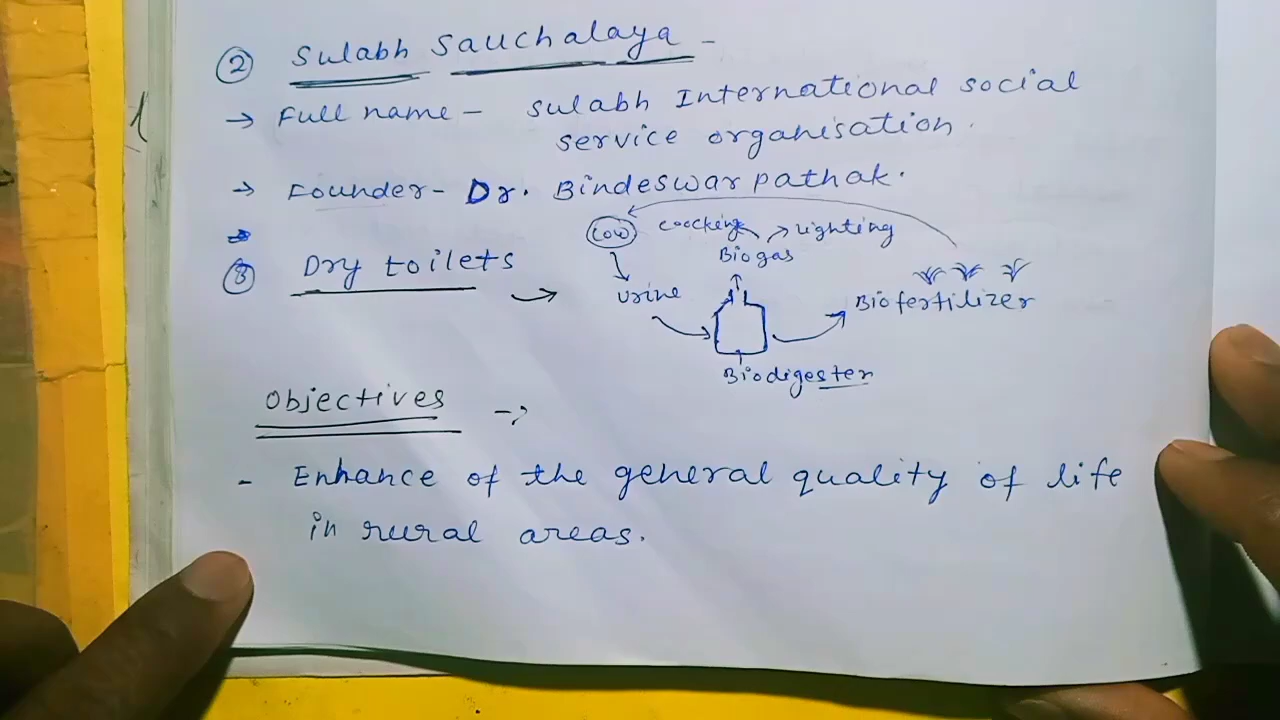 ② Sulabh Sauchalaya -
→ Full name - Sulabh International social
service organisation.
→ Founder - Dr. Bindeswar pathak.
③ Dry toilets →
Cow
coocking
→ Lighting
Biogas
urine
Biofertilizer
Biodigester
Objectives →
- Enhance of the general quality of life
in rural areas.